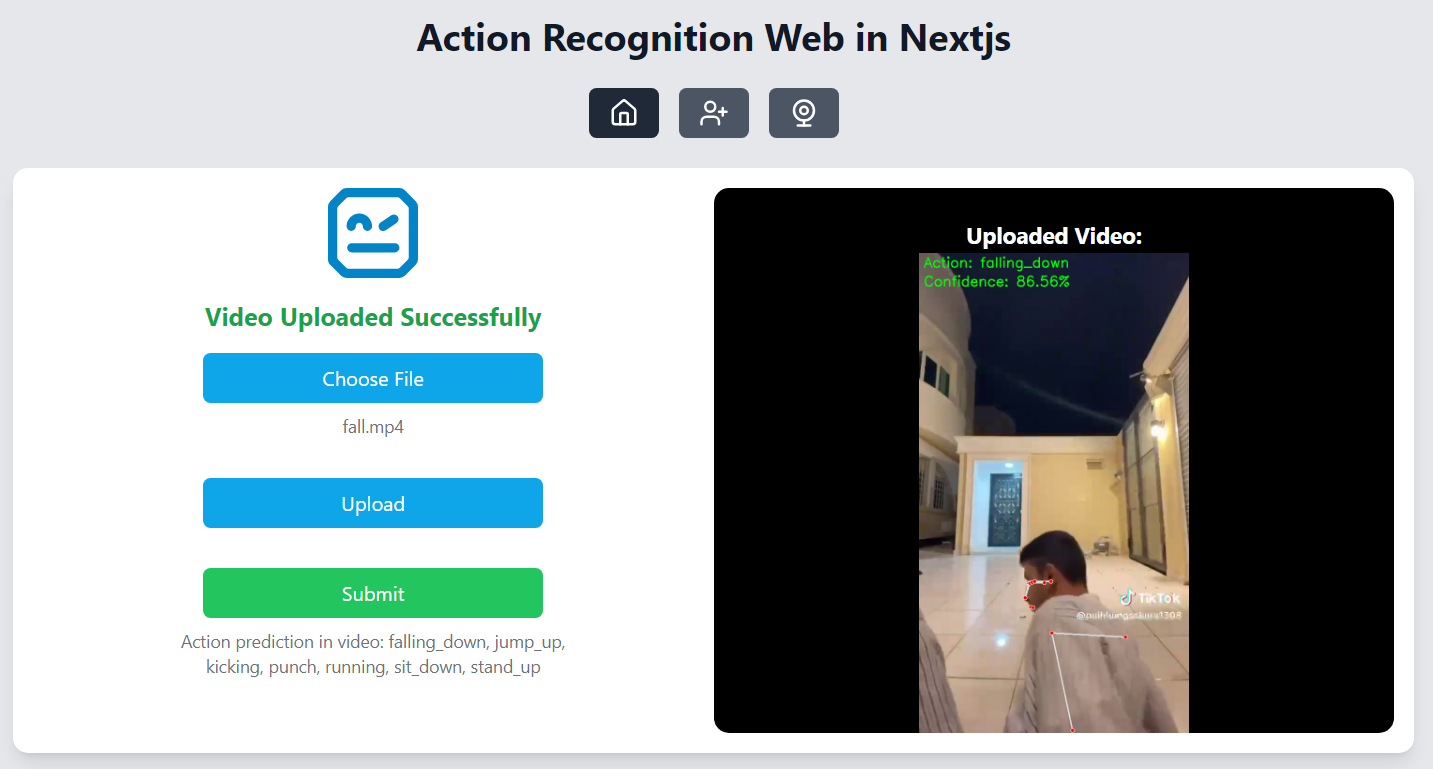 Action Recognition Web in Nextjs
Video Uploaded Successfully
Choose File
fall.mp4
Upload
Submit
Action prediction in video: falling_down, jump_up,
kicking, punch, running, sit_down, stand_up
Uploaded Video:
Action: falling_down
Confidence: 86.56%
TikTok